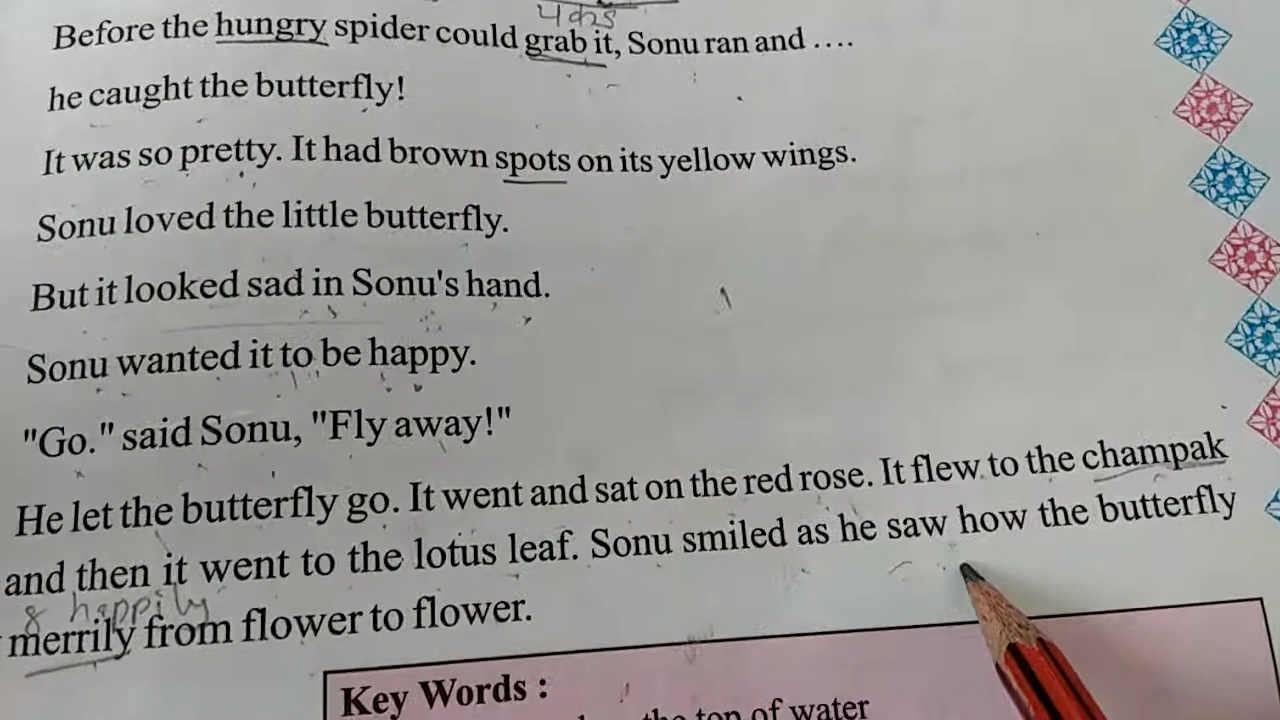 पकड़
Before the hungry spider could grab it, Sonu ran and ....
he caught the butterfly!
It was so pretty. It had brown spots on its yellow wings.
Sonu loved the little butterfly.
But it looked sad in Sonu's hand.
Sonu wanted it to be happy.
"Go." said Sonu, "Fly away!"
He let the butterfly go. It went and sat on the red rose. It flew to the champak
and then it went to the lotus leaf. Sonu smiled as he saw how the butterfly
happily
merrily from flower to flower.
Key Words :
the top of water